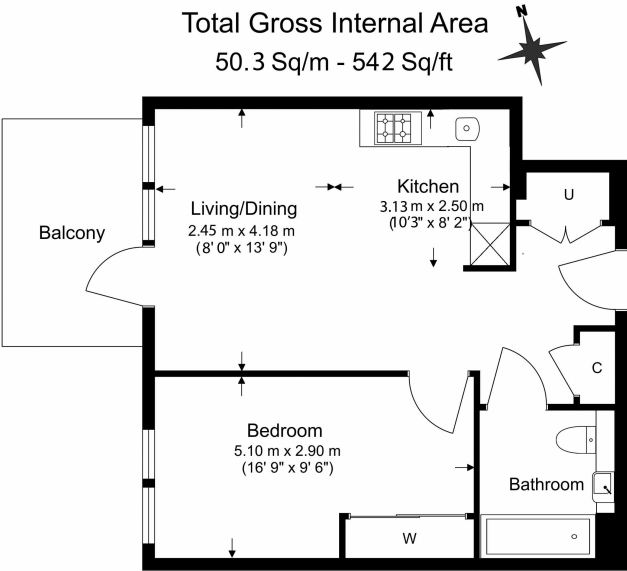 Total Gross Internal Area
50.3 Sq/m - 542 Sq/ft
N
U
Kitchen
3.13 m x 2.50 m
(10'3" x 8' 2")
Living/Dining
2.45 m x 4.18 m
(8' 0" x 13' 9")
Balcony
C
Bedroom
5.10 m x 2.90 m
(16' 9" x 9' 6")
Bathroom
W